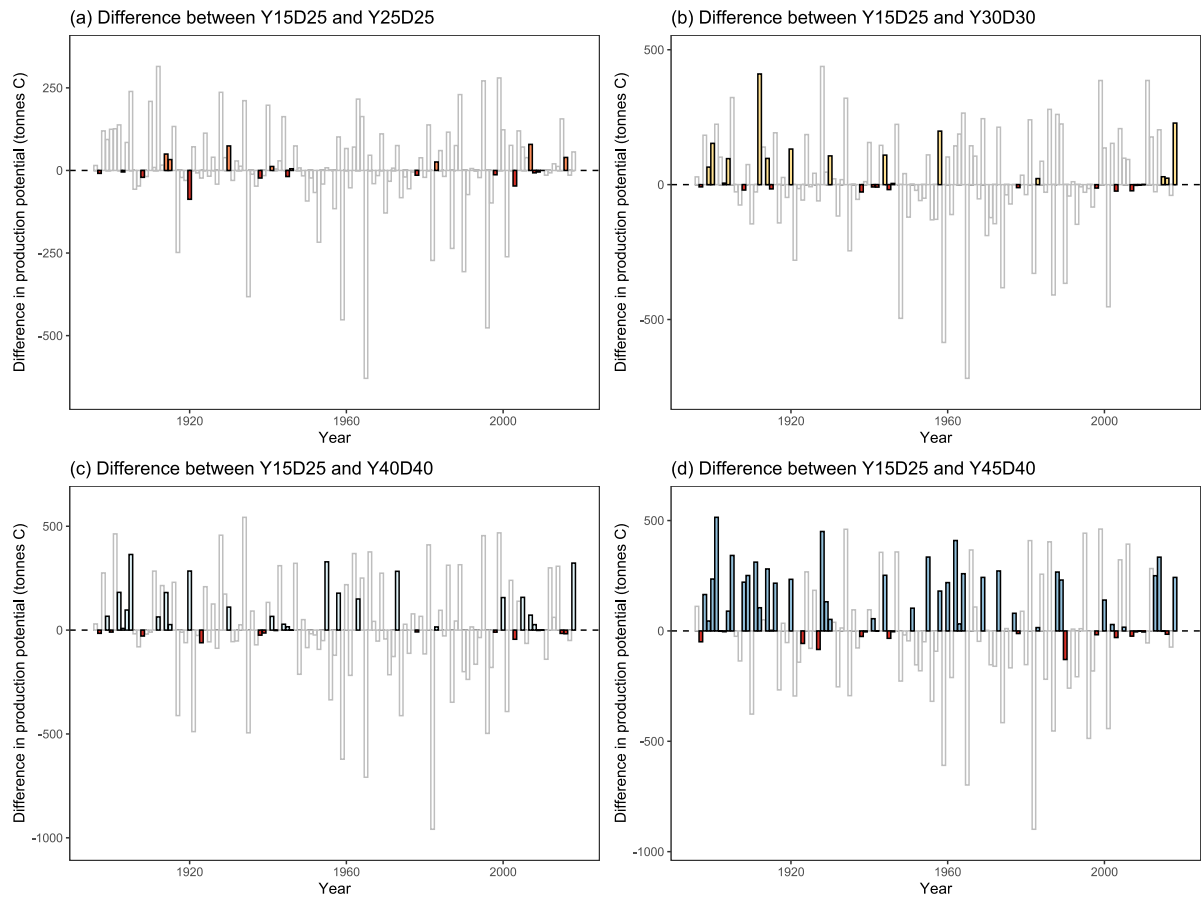 (a) Difference between Y15D25 and Y25D25
Difference in production potential (tonnes C)
250
0
-250
-500
1920
1960
2000
Year
(b) Difference between Y15D25 and Y30D30
Difference in production potential (tonnes C)
500
0
-500
1920
1960
2000
Year
(c) Difference between Y15D25 and Y40D40
Difference in production potential (tonnes C)
500
0
-500
-1000
1920
1960
2000
Year
(d) Difference between Y15D25 and Y45D40
Difference in production potential (tonnes C)
500
0
-500
-1000
1920
1960
2000
Year